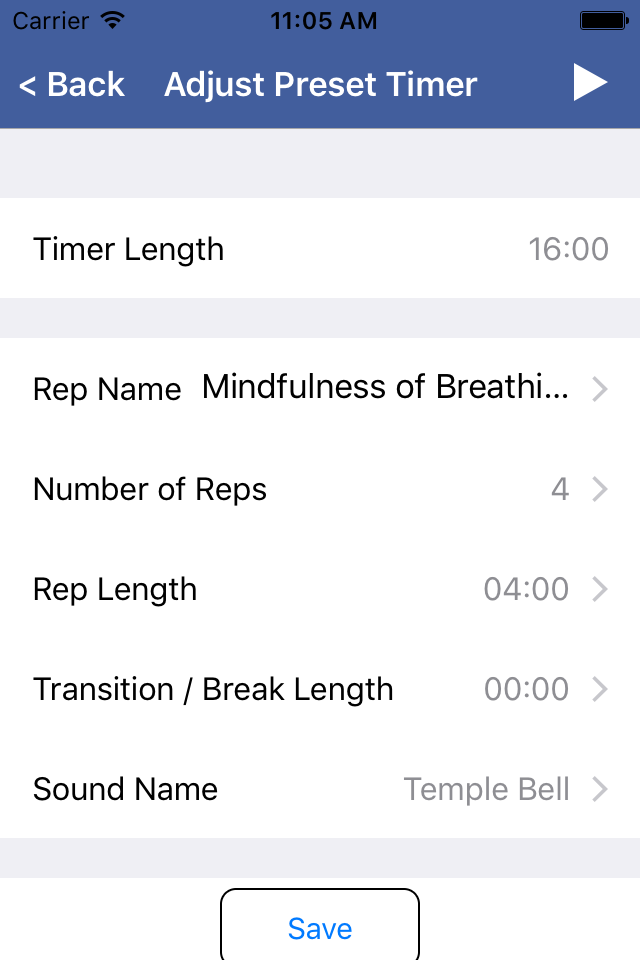 Carrier 11:05 AM
< Back Adjust Preset Timer
Timer Length 16:00
Rep Name Mindfulness of Breathi...
Number of Reps 4
Rep Length 04:00
Transition / Break Length 00:00
Sound Name Temple Bell
Save